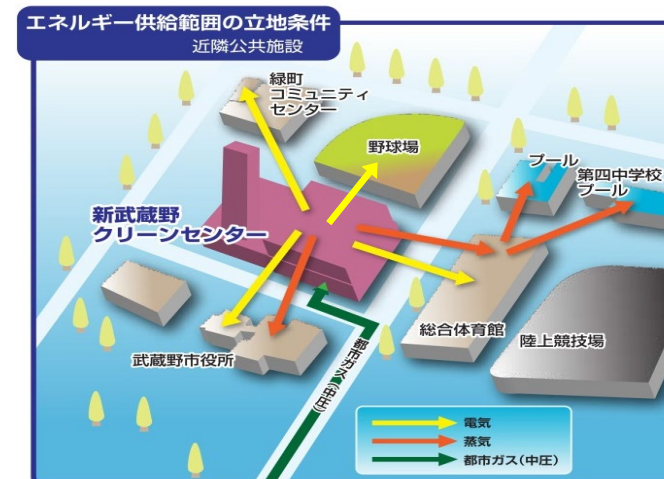 エネルギー供給範囲の立地条件
近隣公共施設
緑町
コミュニティ
センター
野球場
プール
第四中学校
プール
新武蔵野
クリーンセンター
総合体育館
陸上競技場
武蔵野市役所
都市ガス(中圧)
電気
蒸気
都市ガス(中圧)